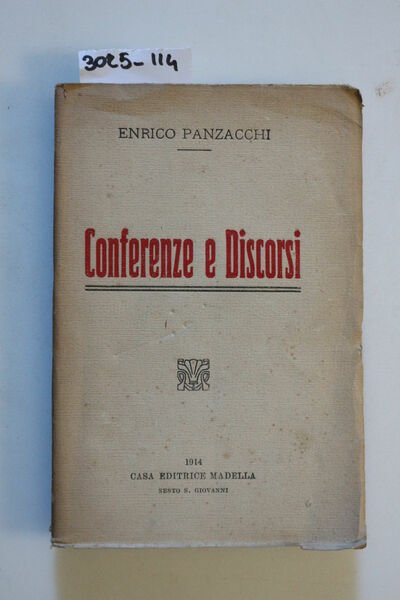 3025-114
ENRICO PANZACCHI
Conferenze e Discorsi
1914
CASA EDITRICE MADELLA
SESTO S. GIOVANNI